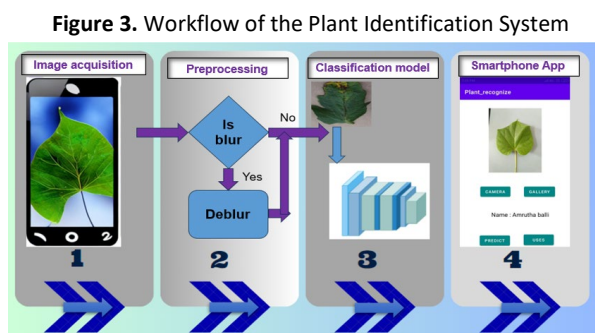 Figure 3. Workflow of the Plant Identification System
Image acquisition
Preprocessing
Classification model
Smartphone App
Is
blur
No
Yes
Deblur
Plant_recognize
CAMERA
GALLERY
Name : Amrutha balli
PREDICT
USES
1
2
3
4